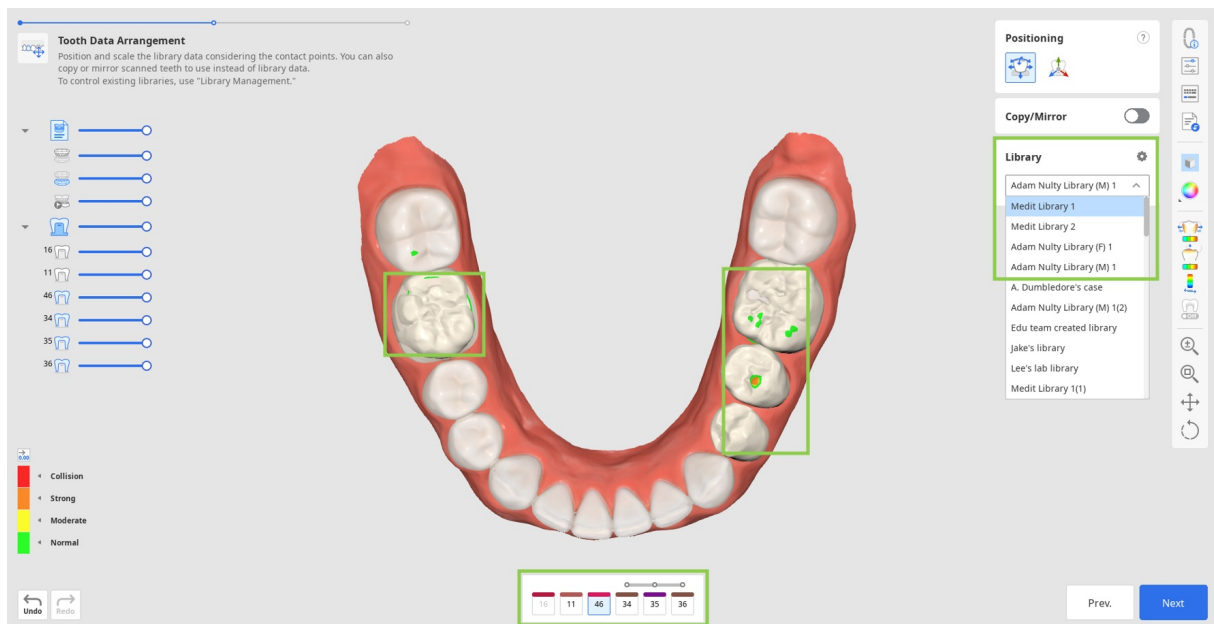 Tooth Data Arrangement
Position and scale the library data considering the contact points. You can also
copy or mirror scanned teeth to use instead of library data.
To control existing libraries, use "Library Management."
16
11
46
34
35
36
0.00
Collision
Strong
Moderate
Normal
Undo
Redo
16
11
46
34
35
36
Positioning
?
Copy/Mirror
Library
Adam Nulty Library (M) 1
Medit Library 1
Medit Library 2
Adam Nulty Library (F) 1
Adam Nulty Library (M) 1
A. Dumbledore's case
Adam Nulty Library (M) 1(2)
Edu team created library
Jake's library
Lee's lab library
Medit Library 1(1)
Prev.
Next